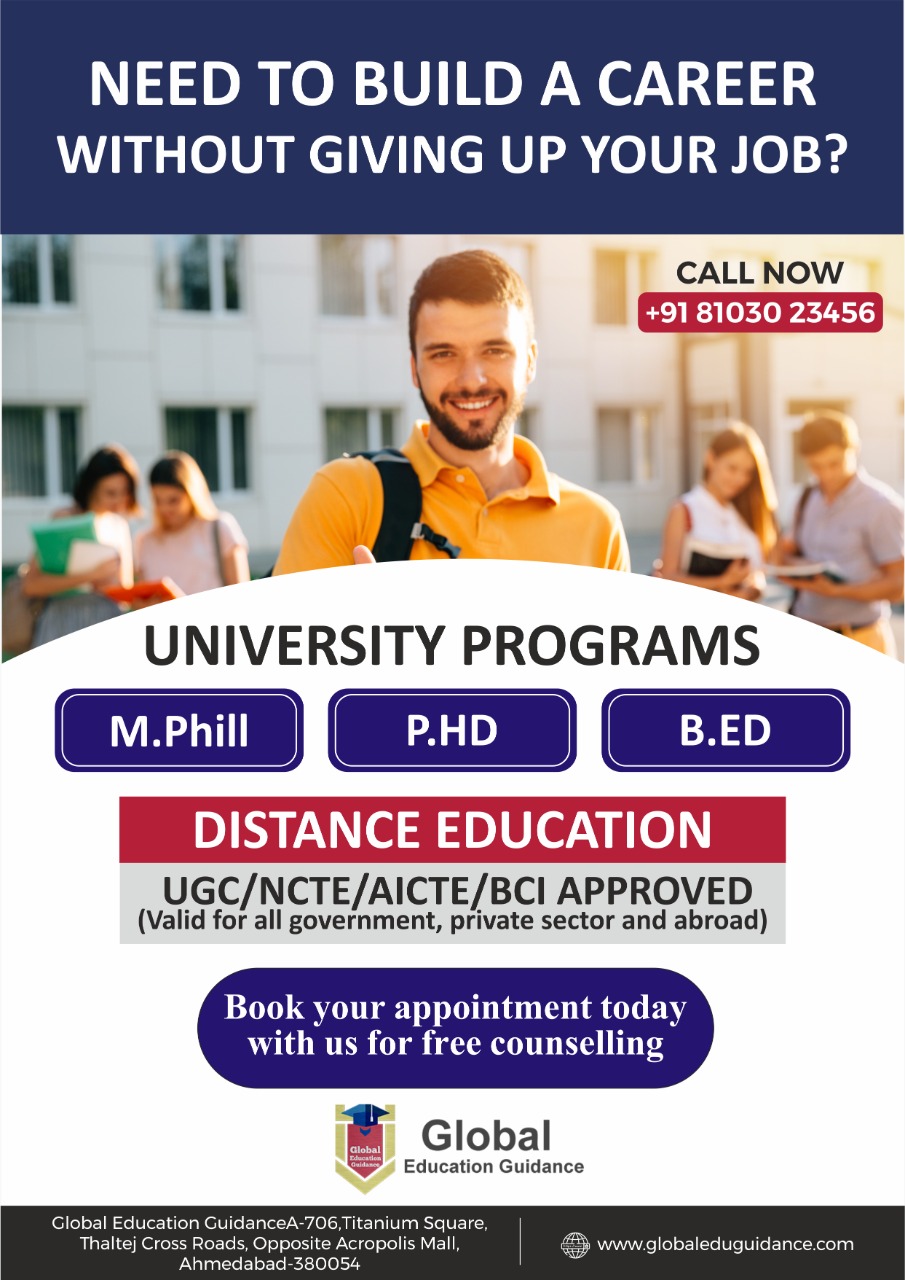 NEED TO BUILD A CAREER
WITHOUT GIVING UP YOUR JOB?
CALL NOW
+91 81030 23456
UNIVERSITY PROGRAMS
M.Phill
P.HD
B.ED
DISTANCE EDUCATION
UGC/NCTE/AICTE/BCI APPROVED
(Valid for all government, private sector and abroad)
Book your appointment today
with us for free counselling
Global
Education
Guidance
Global
Education Guidance
Global Education GuidanceA-706,Titanium Square,
Thaltej Cross Roads, Opposite Acropolis Mall,
Ahmedabad-380054
www.globaleduguidance.com